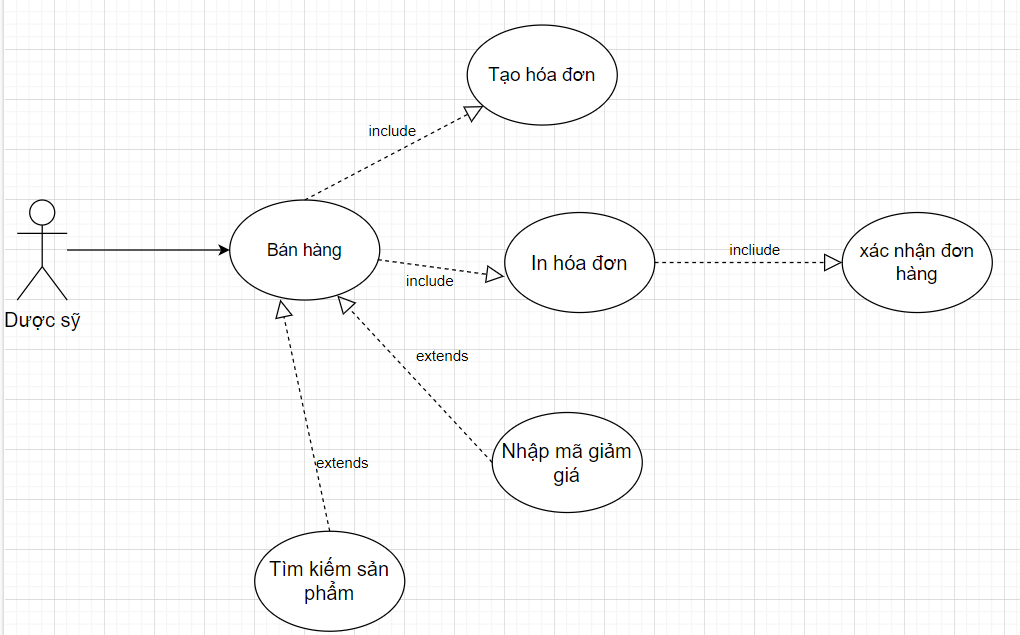 Tạo hóa đơn
include
Bán hàng
In hóa đơn
incliude
xác nhận đơn
hàng
include
Dược sỹ
extends
Nhập mã giảm
giá
extends
Tìm kiếm sản
phẩm